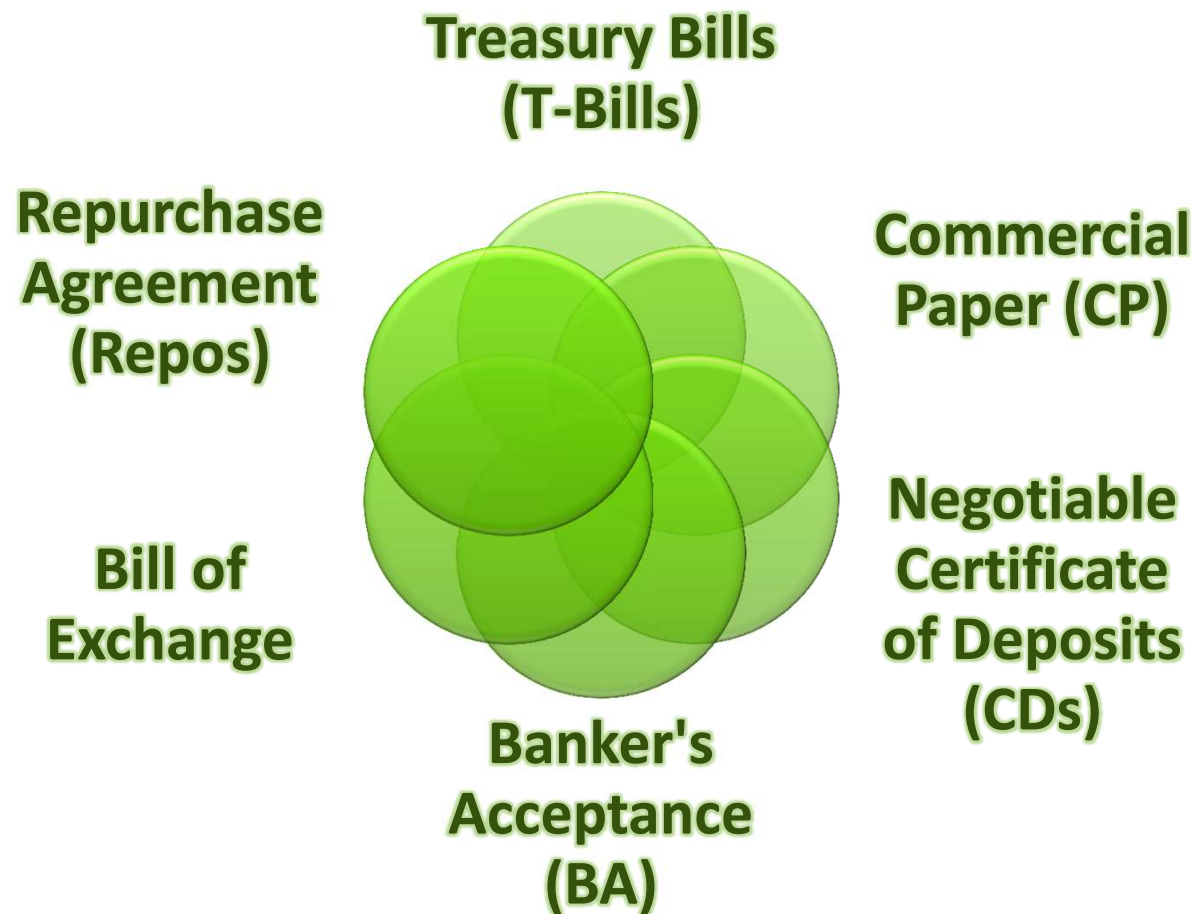 Treasury Bills
(T-Bills)
Commercial
Paper (CP)
Negotiable
Certificate
of Deposits
(CDs)
Banker's
Acceptance
(BA)
Bill of
Exchange
Repurchase
Agreement
(Repos)